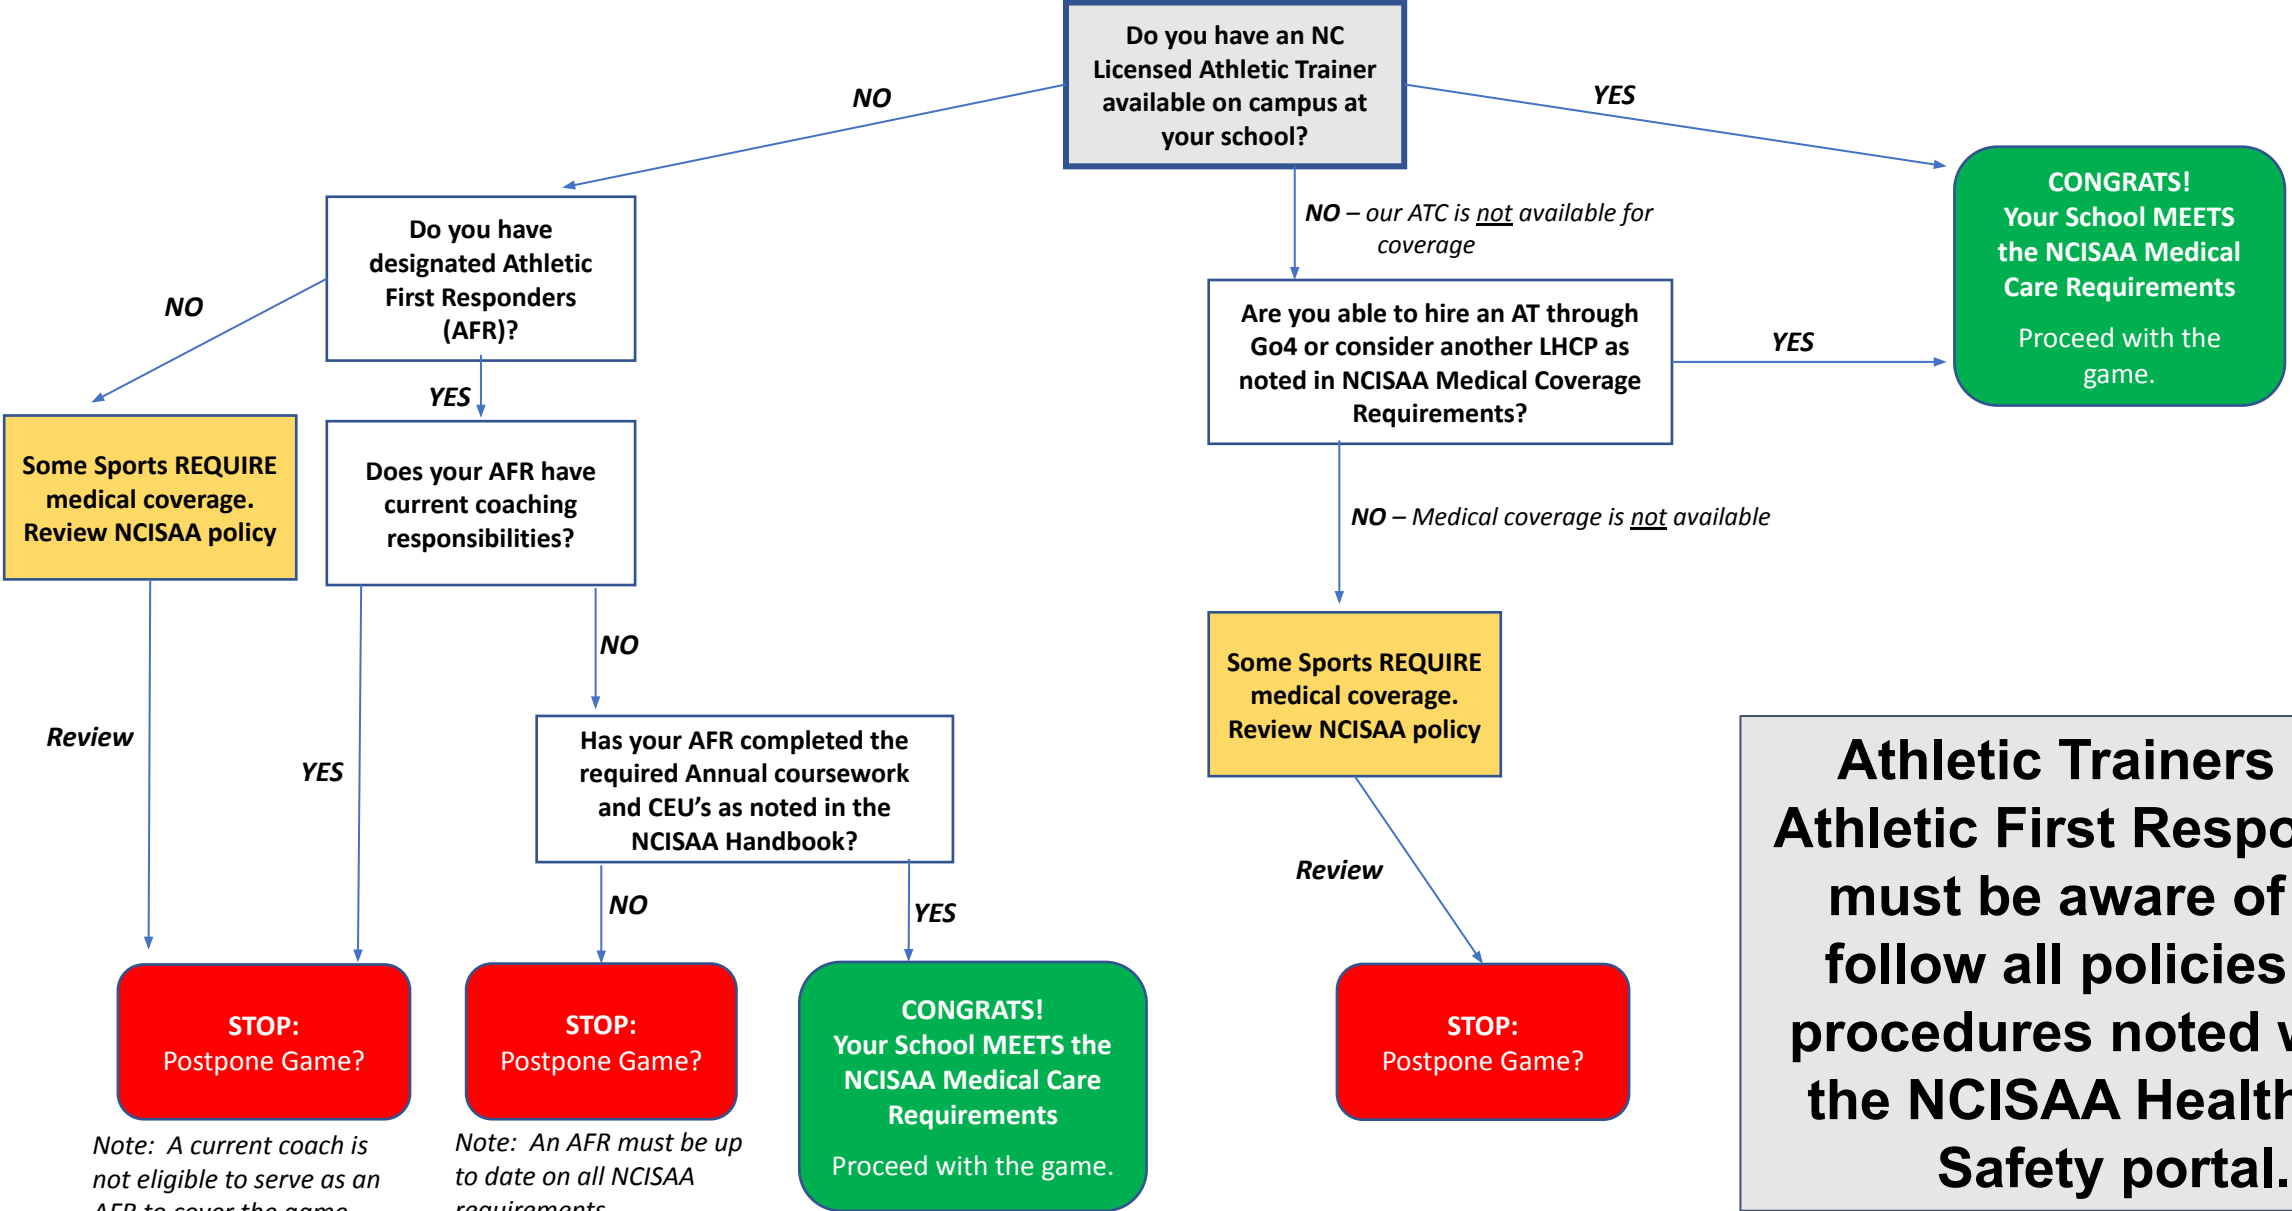 Do you have an NC
Licensed Athletic Trainer
available on campus at
your school?
NO
YES
CONGRATS!
Your School MEETS
the NCISAA Medical
Care Requirements
Proceed with the
game.
Do you have
designated Athletic
First Responders
(AFR)?
NO – our ATC is not available for
coverage
NO
YES
Are you able to hire an AT through
Go4 or consider another LHCP as
noted in NCISAA Medical Coverage
Requirements?
YES
Some Sports REQUIRE
medical coverage.
Review NCISAA policy
Does your AFR have
current coaching
responsibilities?
NO – Medical coverage is not available
NO
Some Sports REQUIRE
medical coverage.
Review NCISAA policy
Review
YES
Has your AFR completed the
required Annual coursework
and CEU's as noted in the
NCISAA Handbook?
Review
NO
YES
STOP:
Postpone Game?
STOP:
Postpone Game?
CONGRATS!
Your School MEETS the
NCISAA Medical Care
Requirements
Proceed with the game.
STOP:
Postpone Game?
Note: A current coach is
not eligible to serve as an
AFR to cover the game
Note: An AFR must be up
to date on all NCISAA
requirements
Athletic Trainers
Athletic First
must be aware of
follow all policies
procedures noted
the NCISAA Health
Safety portal.